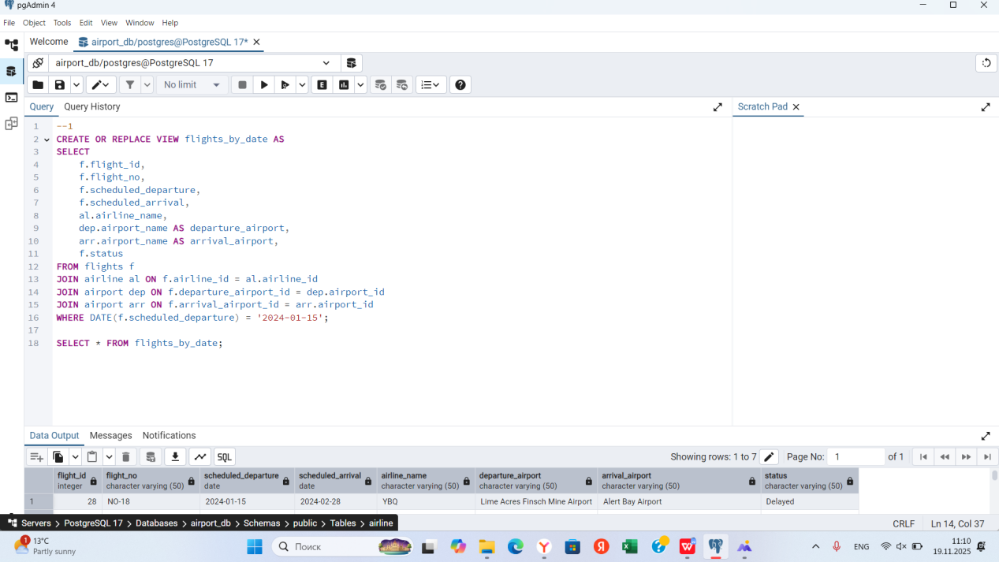 pgAdmin 4
File Object Tools Edit View Window Help
Welcome airport_db/postgres@PostgreSQL 17*
airport_db/postgres@PostgreSQL 17
No limit
E
Query Query History
Scratch Pad
1 --1
2 CREATE OR REPLACE VIEW flights_by_date AS
3 SELECT
4 f.flight_id,
5 f.flight_no,
6 f.scheduled_departure,
7 f.scheduled_arrival,
8 al.airline_name,
9 dep.airport_name AS departure_airport,
10 arr.airport_name AS arrival_airport,
11 f.status
12 FROM flights f
13 JOIN airline al ON f.airline_id = al.airline_id
14 JOIN airport dep ON f.departure_airport_id = dep.airport_id
15 JOIN airport arr ON f.arrival_airport_id = arr.airport_id
16 WHERE DATE(f.scheduled_departure) = '2024-01-15';
17
18 SELECT * FROM flights_by_date;
Data Output Messages Notifications
SQL Showing rows: 1 to 7 Page No: 1 of 1
flight_id flight_no scheduled_departure scheduled_arrival airline_name departure_airport arrival_airport status
integer character varying (50) date date character varying (50) character varying (50) character varying (50) character varying (50)
1 28 NO-18 2024-01-15 2024-02-28 YBQ Lime Acres Finsch Mine Airport Alert Bay Airport Delayed
Servers > PostgreSQL 17 > Databases > airport_db > Schemas > public > Tables > airline
CRLF Ln 14, Col 37
1 13°C
Partly sunny
Поиск
ENG
11:10
19.11.2025